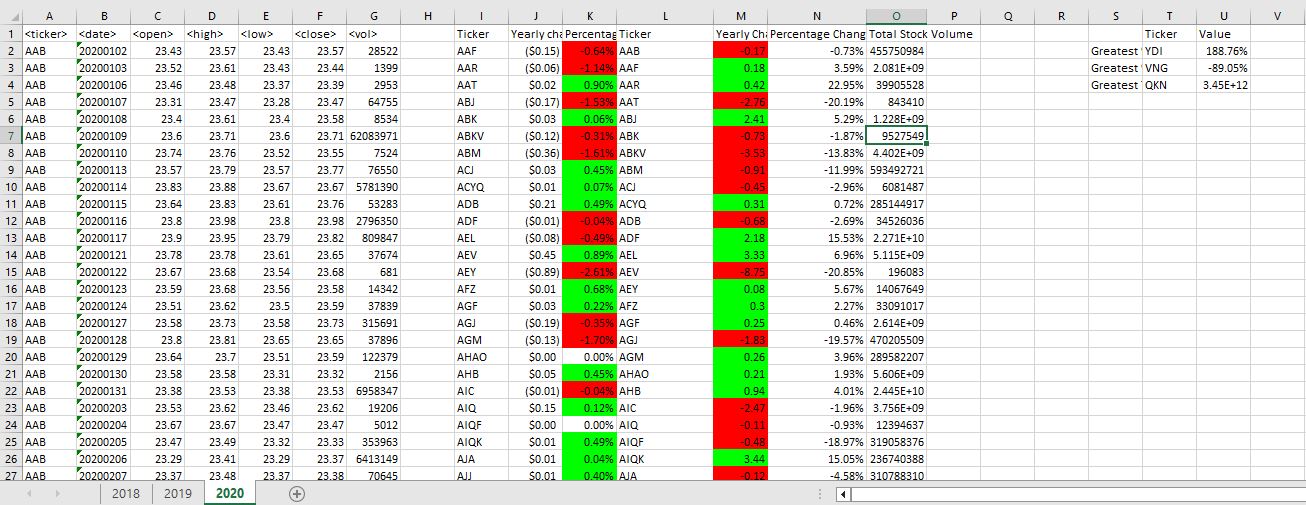 A B C D E F G H I J K L M N O P Q R S T U V
1 <ticker> <date> <open> <high> <low> <close> <vol> Ticker Yearly cha Percentag Ticker Yearly Ch Percentage Chang Total Stock Volume Ticker Value
2 AAB 20200102 23.43 23.57 23.43 23.57 28522 AAF ($0.15) -0.64% AAB -0.17 -0.73% 455750984 Greatest YDI 188.76%
3 AAB 20200103 23.52 23.61 23.43 23.44 1399 AAR ($0.06) -1.14% AAF 0.18 3.59% 2.081E+09 Greatest VNG -89.05%
4 AAB 20200106 23.46 23.48 23.37 23.39 2953 AAT $0.02 0.90% AAR 0.42 22.95% 39905528 Greatest QKN 3.45E+12
5 AAB 20200107 23.31 23.47 23.28 23.47 64755 ABJ ($0.17) -1.53% AAT -2.76 -20.19% 843410
6 AAB 20200108 23.4 23.61 23.4 23.58 8534 ABK $0.03 0.06% ABJ 2.41 5.29% 1.228E+09
7 AAB 20200109 23.6 23.71 23.6 23.71 62083971 ABKV ($0.12) -0.31% ABK -0.73 -1.87% 9527549
8 AAB 20200110 23.74 23.76 23.52 23.55 7524 ABM ($0.36) -1.61% ABKV -3.53 -13.83% 4.402E+09
9 AAB 20200113 23.57 23.79 23.57 23.77 76550 ACJ $0.03 0.45% ABM -0.91 -11.99% 593492721
10 AAB 20200114 23.83 23.88 23.67 23.67 5781390 ACYQ $0.01 0.07% ACJ -0.45 -2.96% 6081487
11 AAB 20200115 23.64 23.83 23.61 23.76 53283 ADB $0.21 0.49% ACYQ 0.31 0.72% 285144917
12 AAB 20200116 23.8 23.98 23.8 23.98 2796350 ADF ($0.01) -0.04% ADB -0.68 -2.69% 34526036
13 AAB 20200117 23.9 23.95 23.79 23.82 809847 AEL ($0.08) -0.49% ADF 2.18 15.53% 2.271E+10
14 AAB 20200121 23.78 23.78 23.61 23.65 37674 AEV $0.45 0.89% AEL 3.33 6.96% 5.115E+09
15 AAB 20200122 23.67 23.68 23.54 23.68 681 AEY ($0.89) -2.61% AEV -8.75 -20.85% 196083
16 AAB 20200123 23.59 23.68 23.56 23.58 14342 AFZ $0.01 0.68% AEY 0.08 5.67% 14067649
17 AAB 20200124 23.51 23.62 23.5 23.59 37839 AGF $0.03 0.22% AFZ 0.3 2.27% 33091017
18 AAB 20200127 23.58 23.73 23.58 23.73 315691 AGJ ($0.19) -0.35% AGF 0.25 0.46% 2.614E+09
19 AAB 20200128 23.8 23.81 23.65 23.65 37896 AGM ($0.13) -1.70% AGJ -1.83 -19.57% 470205509
20 AAB 20200129 23.64 23.7 23.51 23.59 122379 AHAO $0.00 0.00% AGM 0.26 3.96% 289582207
21 AAB 20200130 23.58 23.58 23.31 23.32 2156 AHB $0.05 0.45% AHAO 0.21 1.93% 5.606E+09
22 AAB 20200131 23.38 23.53 23.38 23.53 6958347 AIC ($0.01) -0.04% AHB 0.94 4.01% 2.445E+10
23 AAB 20200203 23.53 23.62 23.46 23.62 19206 AIQ $0.15 0.12% AIC -2.47 -1.96% 3.756E+09
24 AAB 20200204 23.67 23.67 23.47 23.47 5012 AIQF $0.00 0.00% AIQ -0.11 -0.93% 12394637
25 AAB 20200205 23.47 23.49 23.32 23.33 353963 AIQK $0.01 0.49% AIQF -0.48 -18.97% 319058376
26 AAB 20200206 23.29 23.41 23.29 23.37 6413149 AJA $0.01 0.04% AIQK 3.44 15.05% 236740388
27 AAB 20200207 23.37 23.48 23.37 23.38 70645 AJJ $0.01 0.40% AJA -0.12 -4.58% 310788310
2018 2019 2020